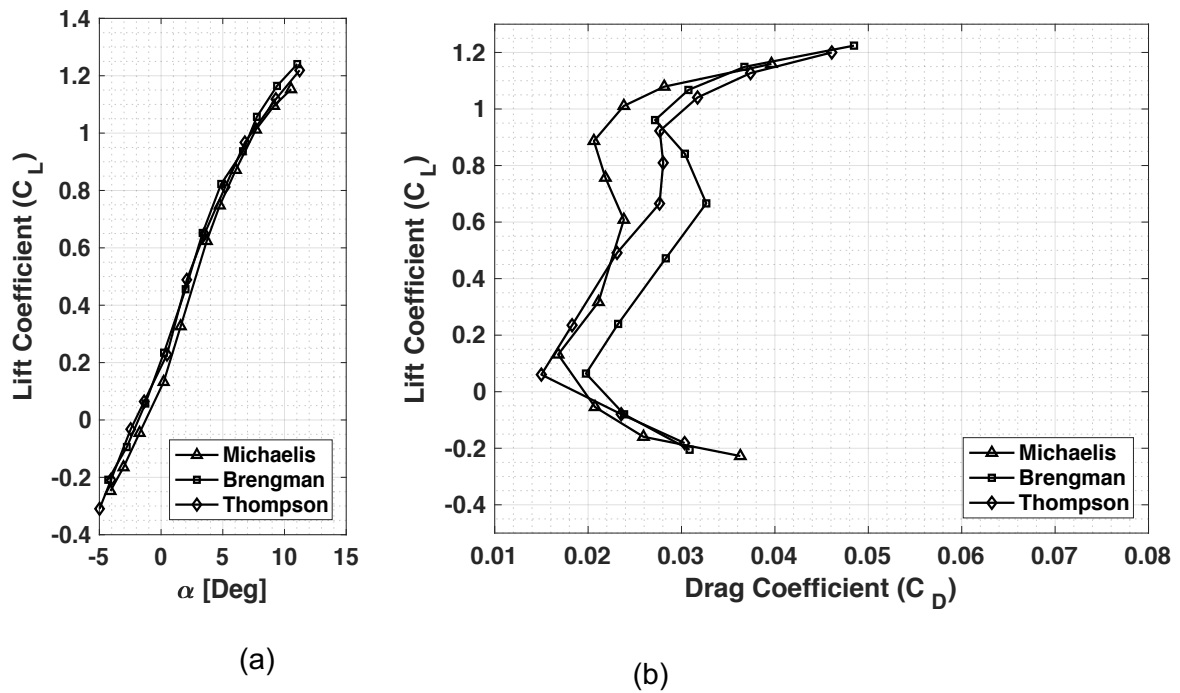 1.4
1.2
1
0.8
0.6
0.4
0.2
0
-0.2
-0.4
Lift Coefficient (C_L)
-5 0 5 10 15
α [Deg]
Michaelis
Brengman
Thompson
(a)
1.2
1
0.8
0.6
0.4
0.2
0
-0.2
-0.4
Lift Coefficient (C_L)
0.01 0.02 0.03 0.04 0.05 0.06 0.07 0.08
Drag Coefficient (C_D)
Michaelis
Brengman
Thompson
(b)